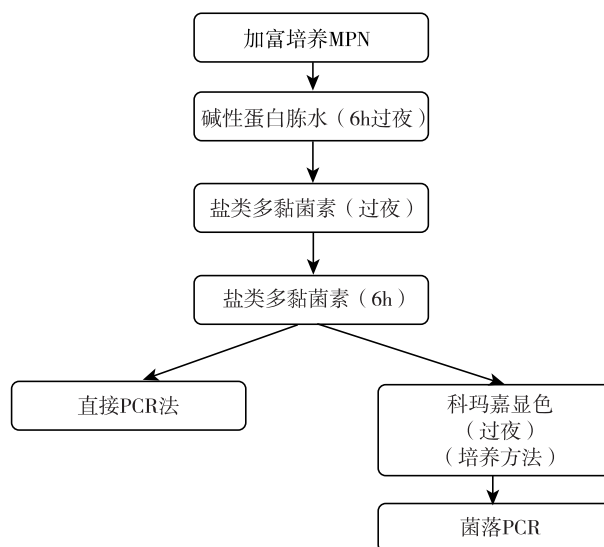 加富培养MPN
碱性蛋白胨水（6h过夜）
盐类多黏菌素（过夜）
盐类多黏菌素（6h）
直接PCR法
科玛嘉显色
（过夜）
（培养方法）
菌落PCR